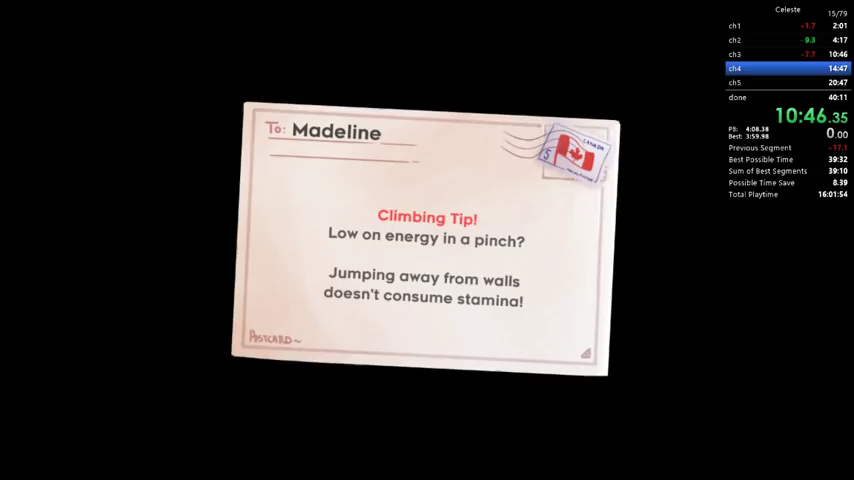 Celeste
15/79
ch1 +1.7 2:01
ch2 -9.3 4:17
ch3 -7.7 10:46
ch4 14:47
ch5 20:47
done 40:11
10:46.35
PB: 4:08.38 0.00
Best: 3:59.98
Previous Segment -17.1
Best Possible Time 39:32
Sum of Best Segments 39:10
Possible Time Save 8.39
Total Playtime 16:01:54
To: Madeline
CANADA
5
Climbing Tip!
Low on energy in a pinch?
Jumping away from walls
doesn't consume stamina!
POSTCARD~